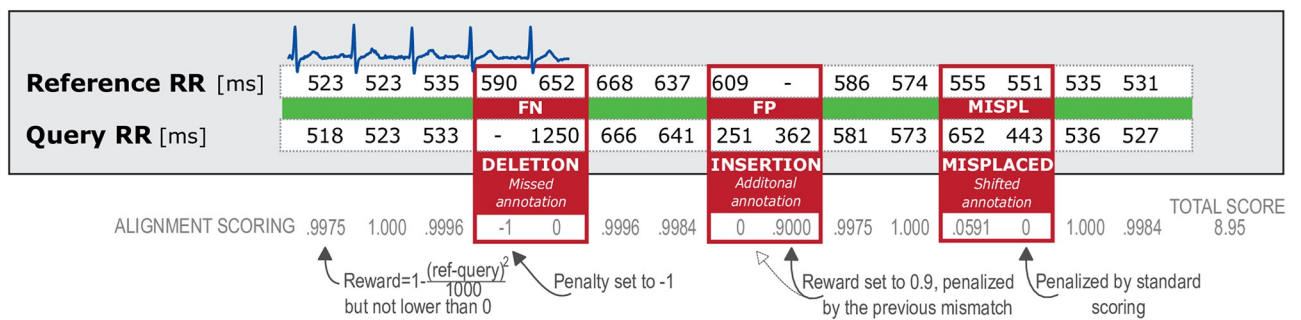 Reference RR [ms] 523 523 535 590 652 668 637 609 - 586 574 555 551 535 531
FN FP MISPL
Query RR [ms] 518 523 533 - 1250 666 641 251 362 581 573 652 443 536 527
DELETION INSERTION MISPLACED
Missed Additonal Shifted
annotation annotation annotation
TOTAL SCORE
ALIGNMENT SCORING .9975 1.000 .9996 -1 0 .9996 .9984 0 .9000 .9975 1.000 .0591 0 1.000 .9984 8.95
Reward=1-(ref-query)²
1000
but not lower than 0
Penalty set to -1
Reward set to 0.9, penalized
by the previous mismatch
Penalized by standard
scoring